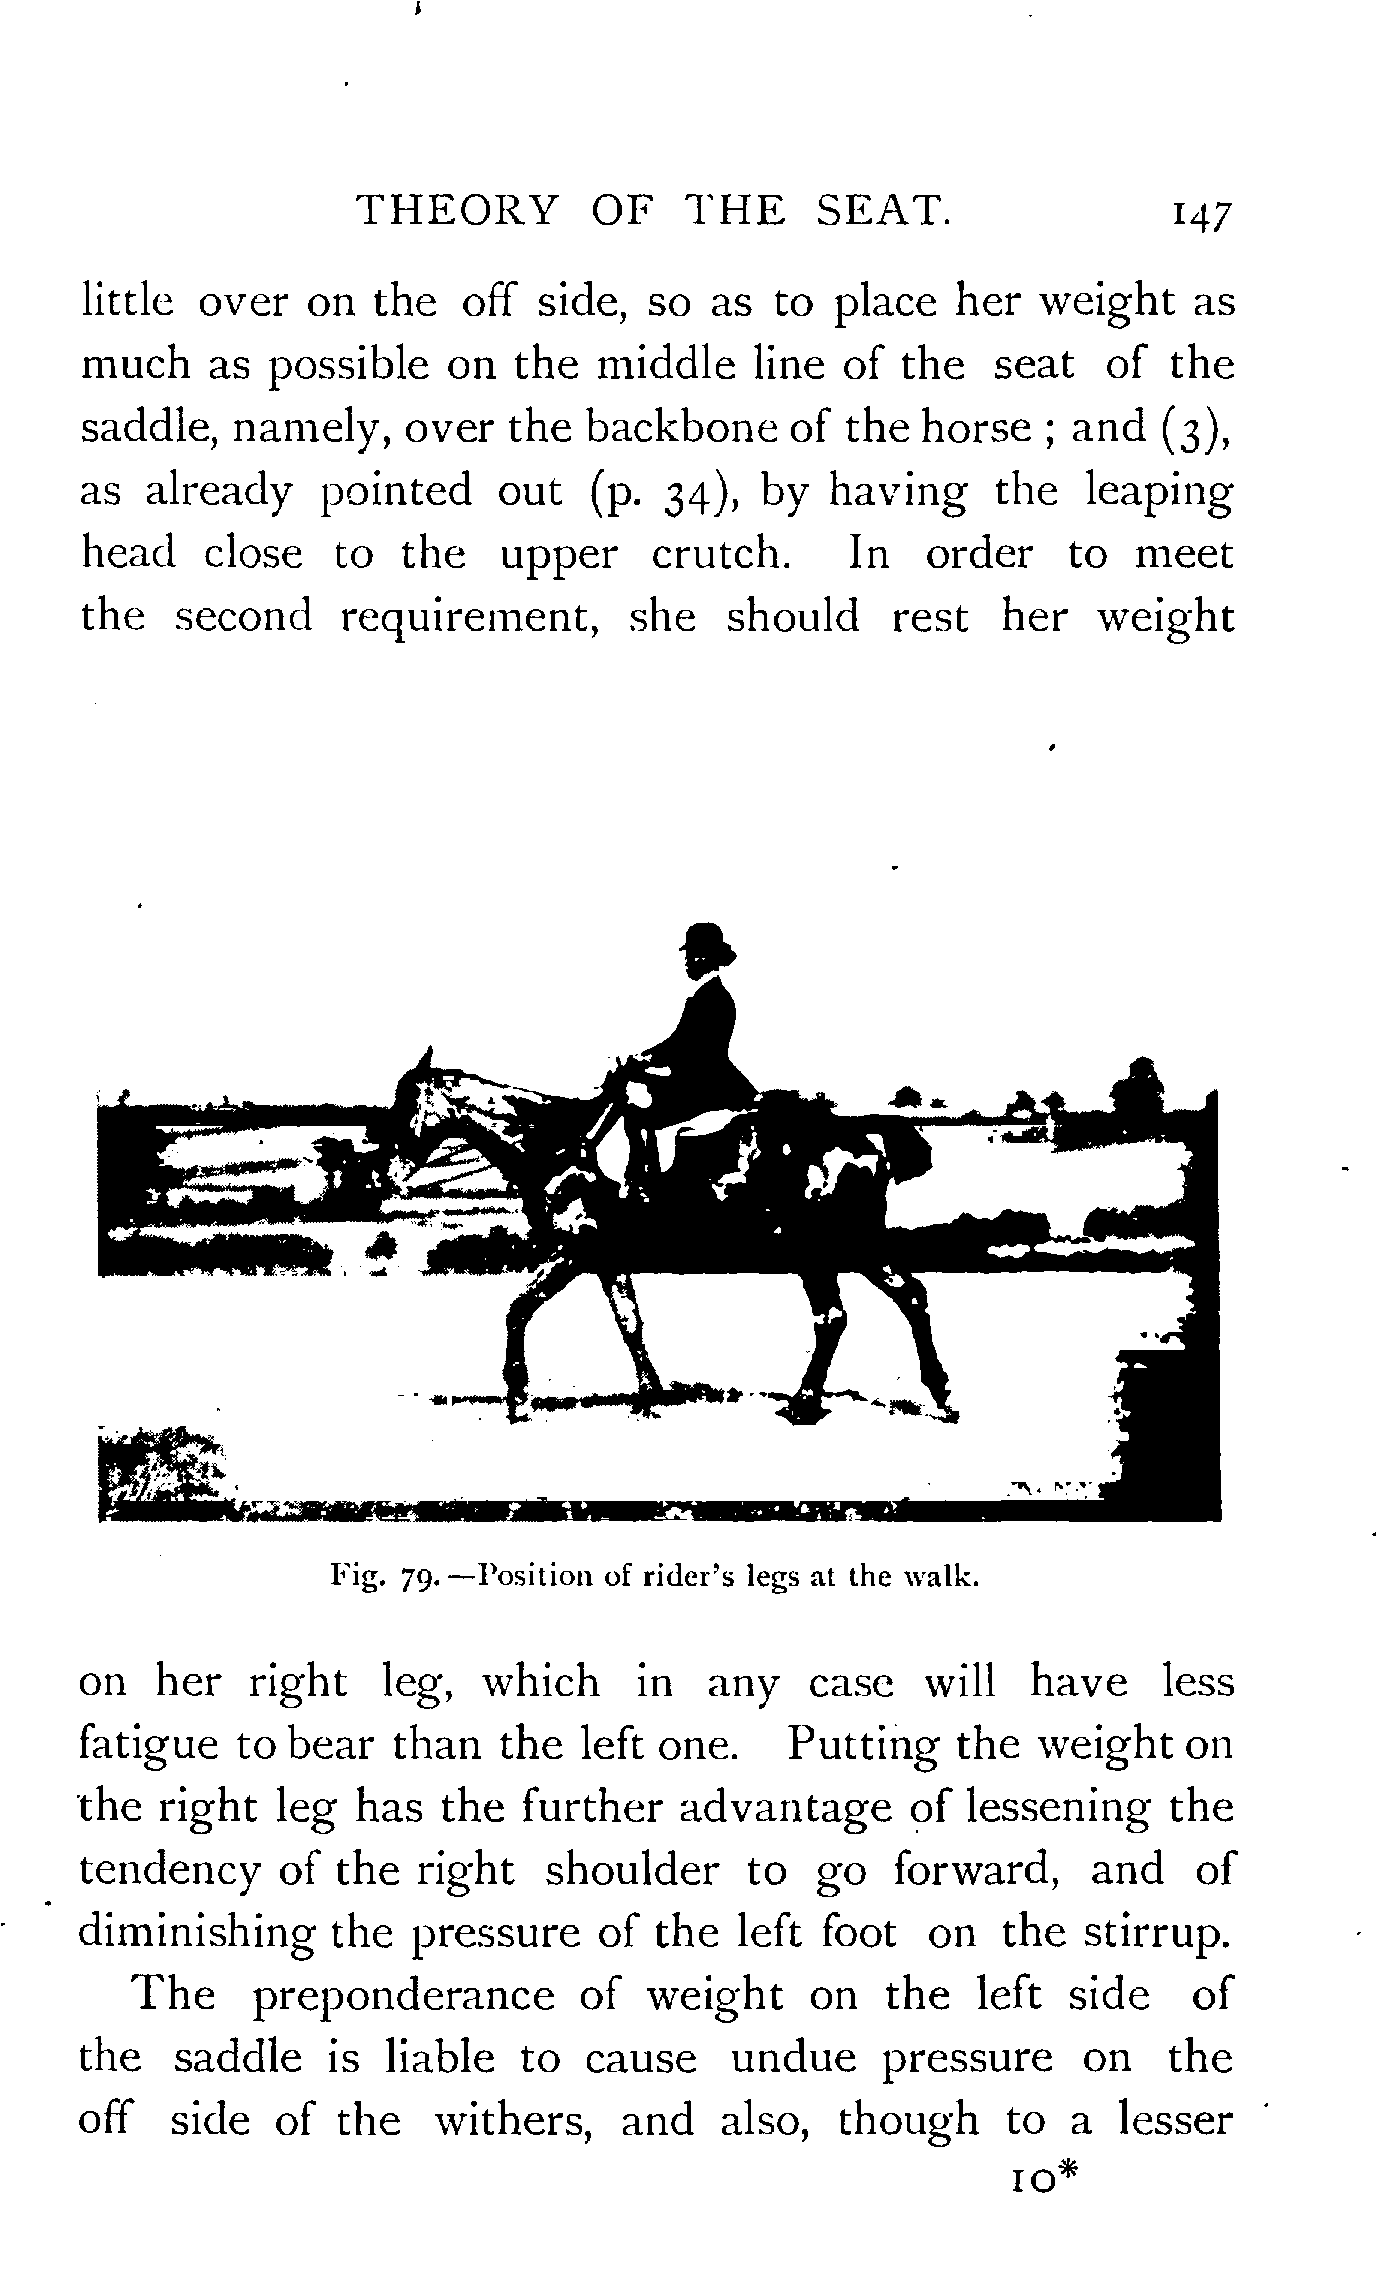 THEORY OF THE SEAT. 147
little over on the off side, so as to place her weight as
much as possible on the middle line of the seat of the
saddle, namely, over the backbone of the horse ; and (3),
as already pointed out (p. 34), by having the leaping
head close to the upper crutch. In order to meet
the second requirement, she should rest her weight
Fig. 79.—Position of rider's legs at the walk.
on her right leg, which in any case will have less
fatigue to bear than the left one. Putting the weight on
the right leg has the further advantage of lessening the
tendency of the right shoulder to go forward, and of
diminishing the pressure of the left foot on the stirrup.
The preponderance of weight on the left side of
the saddle is liable to cause undue pressure on the
off side of the withers, and also, though to a lesser
10*